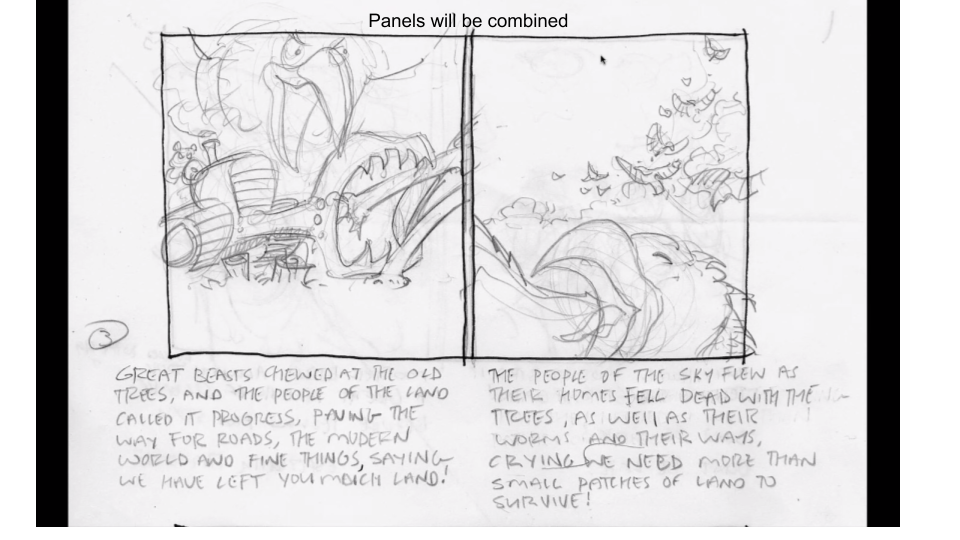 Panels will be combined
3
GREAT BEASTS CHEWED AT THE OLD
TREES, AND THE PEOPLE OF THE LAND
CALLED IT PROGRESS, PAVING THE
WAY FOR ROADS, THE MODERN
WORLD AND FINE THINGS, SAYING
WE HAVE LEFT YOU MUCH LAND!
THE PEOPLE OF THE SKY FLEW AS
THEIR HOMES FELL DEAD WITH THE
TREES, AS WELL AS THEIR
WORMS AND THEIR WAYS,
CRYING WE NEED MORE THAN
SMALL PATCHES OF LAND TO
SURVIVE!